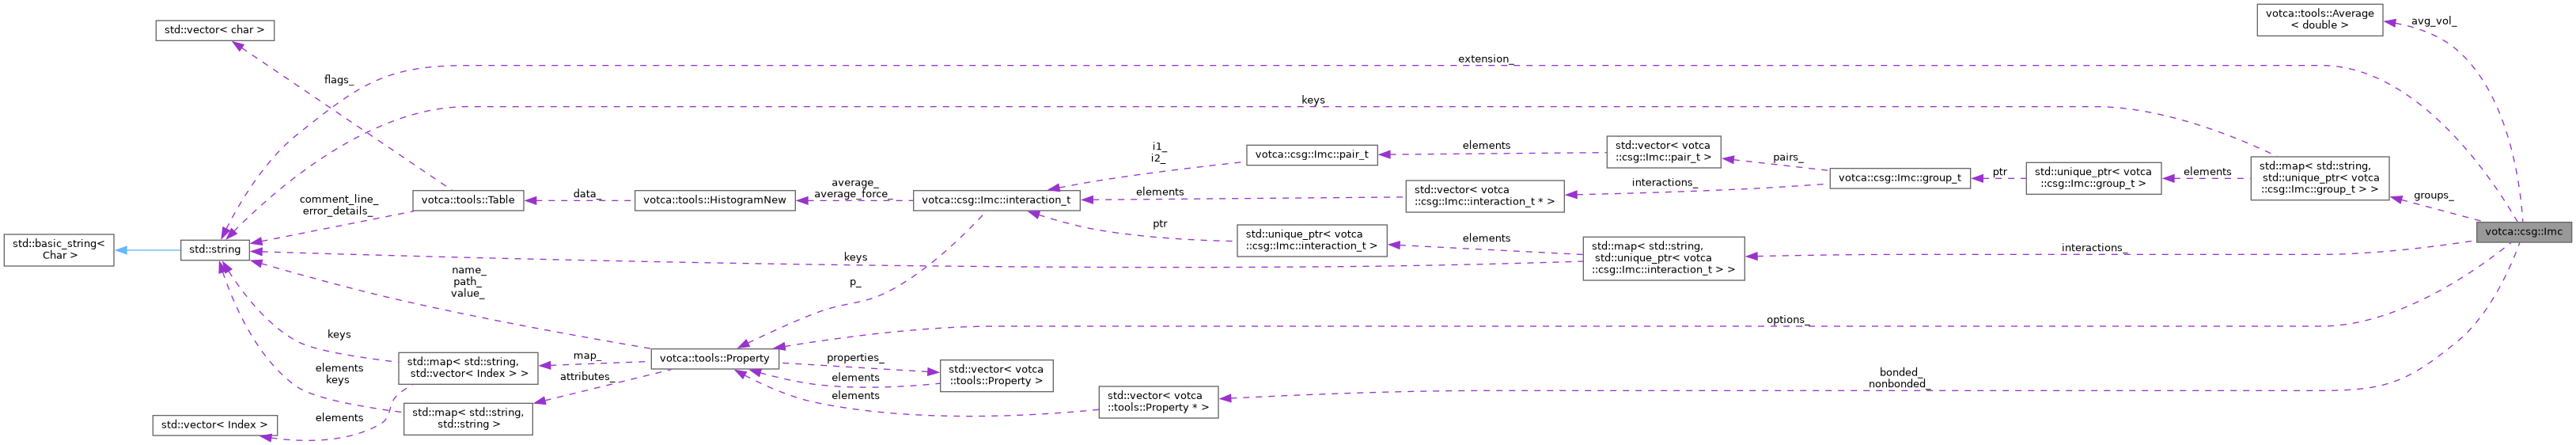 votca::tools::Average
< double >
avg_vol_
std::vector< char >
flags_
extension_
keys
i1_
i2_
votca::csg::Imc::pair_t
elements
std::vector< votca
::csg::Imc::pair_t >
pairs_
votca::csg::Imc::group_t
ptr
std::unique_ptr< votca
::csg::Imc::group_t >
elements
std::map< std::string,
std::unique_ptr< votca
::csg::Imc::group_t > >
groups_
votca::csg::Imc
comment_line_
error_details_
votca::tools::Table
data_
votca::tools::HistogramNew
average_
average_force_
votca::csg::Imc::interaction_t
elements
std::vector< votca
::csg::Imc::interaction_t * >
interactions_
ptr
std::unique_ptr< votca
::csg::Imc::interaction_t >
elements
std::map< std::string,
std::unique_ptr< votca
::csg::Imc::interaction_t > >
interactions_
std::basic_string<
Char >
std::string
keys
p_
name_
path_
value_
options_
keys
std::map< std::string,
std::vector< Index > >
map_
votca::tools::Property
properties_
elements
std::vector< votca
::tools::Property >
elements
keys
attributes_
elements
std::vector< votca
::tools::Property * >
bonded_
nonbonded_
std::map< std::string,
std::string >
elements
std::vector< Index >